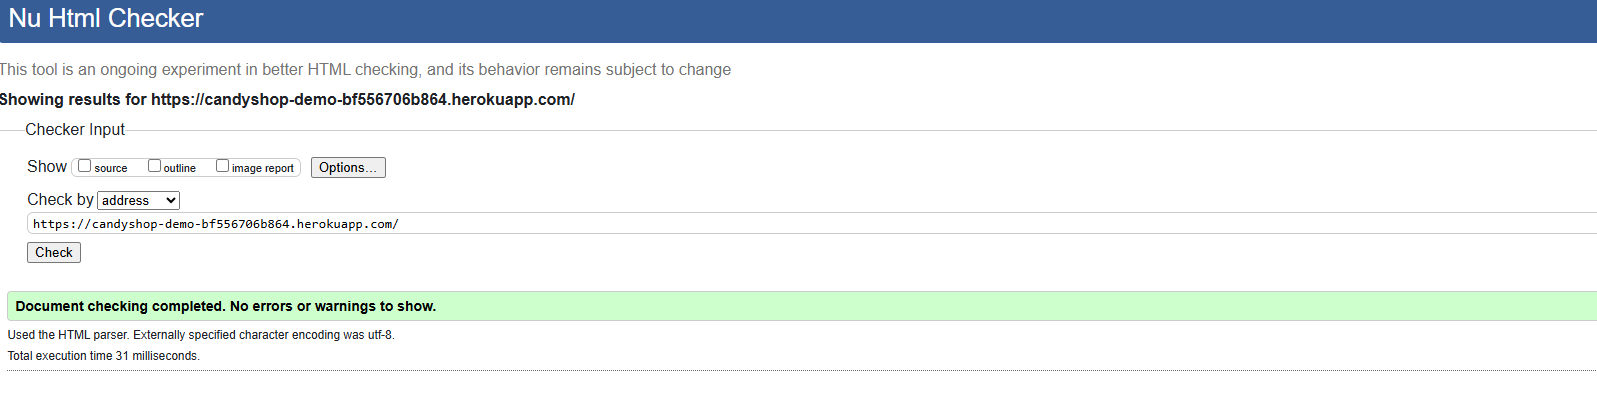 Nu Html Checker
This tool is an ongoing experiment in better HTML checking, and its behavior remains subject to change
Showing results for https://candyshop-demo-bf556706b864.herokuapp.com/
Checker Input
Show source outline image report Options...
Check by address
https://candyshop-demo-bf556706b864.herokuapp.com/
Check
Document checking completed. No errors or warnings to show.
Used the HTML parser. Externally specified character encoding was utf-8.
Total execution time 31 milliseconds.